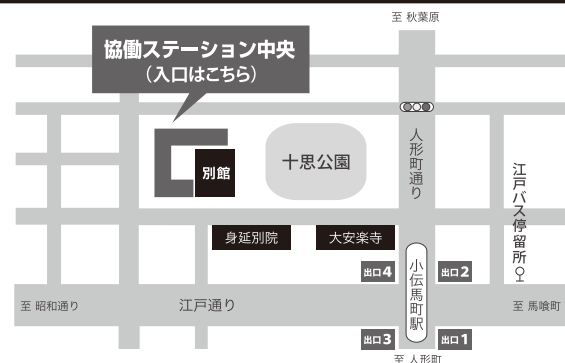 至 秋葉原
協働ステーション中央
（入口はこちら）
人形町通り
別館
十思公園
江戸バス停留所
身延別院
大安楽寺
小伝馬町駅
出口4
出口2
至 昭和通り
江戸通り
至 馬喰町
出口3
出口1
至 人形町